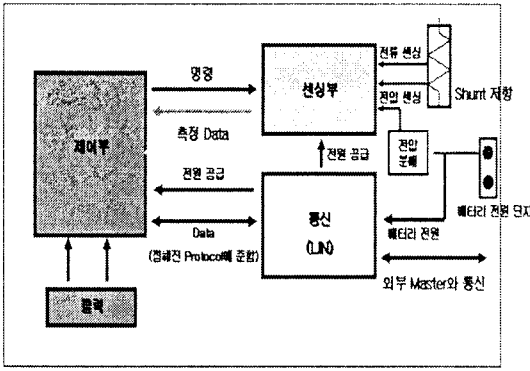 명령
전류 센싱
센싱부
전압 센싱
Shunt 저항
측정 Data
제어부
전원 공급
전압
분배
전원 공급
통신
(LIN)
배터리 전원 단자
배터리 전원
Data
(정해진 Protocol에 준함)
외부 Master와 통신
클럭